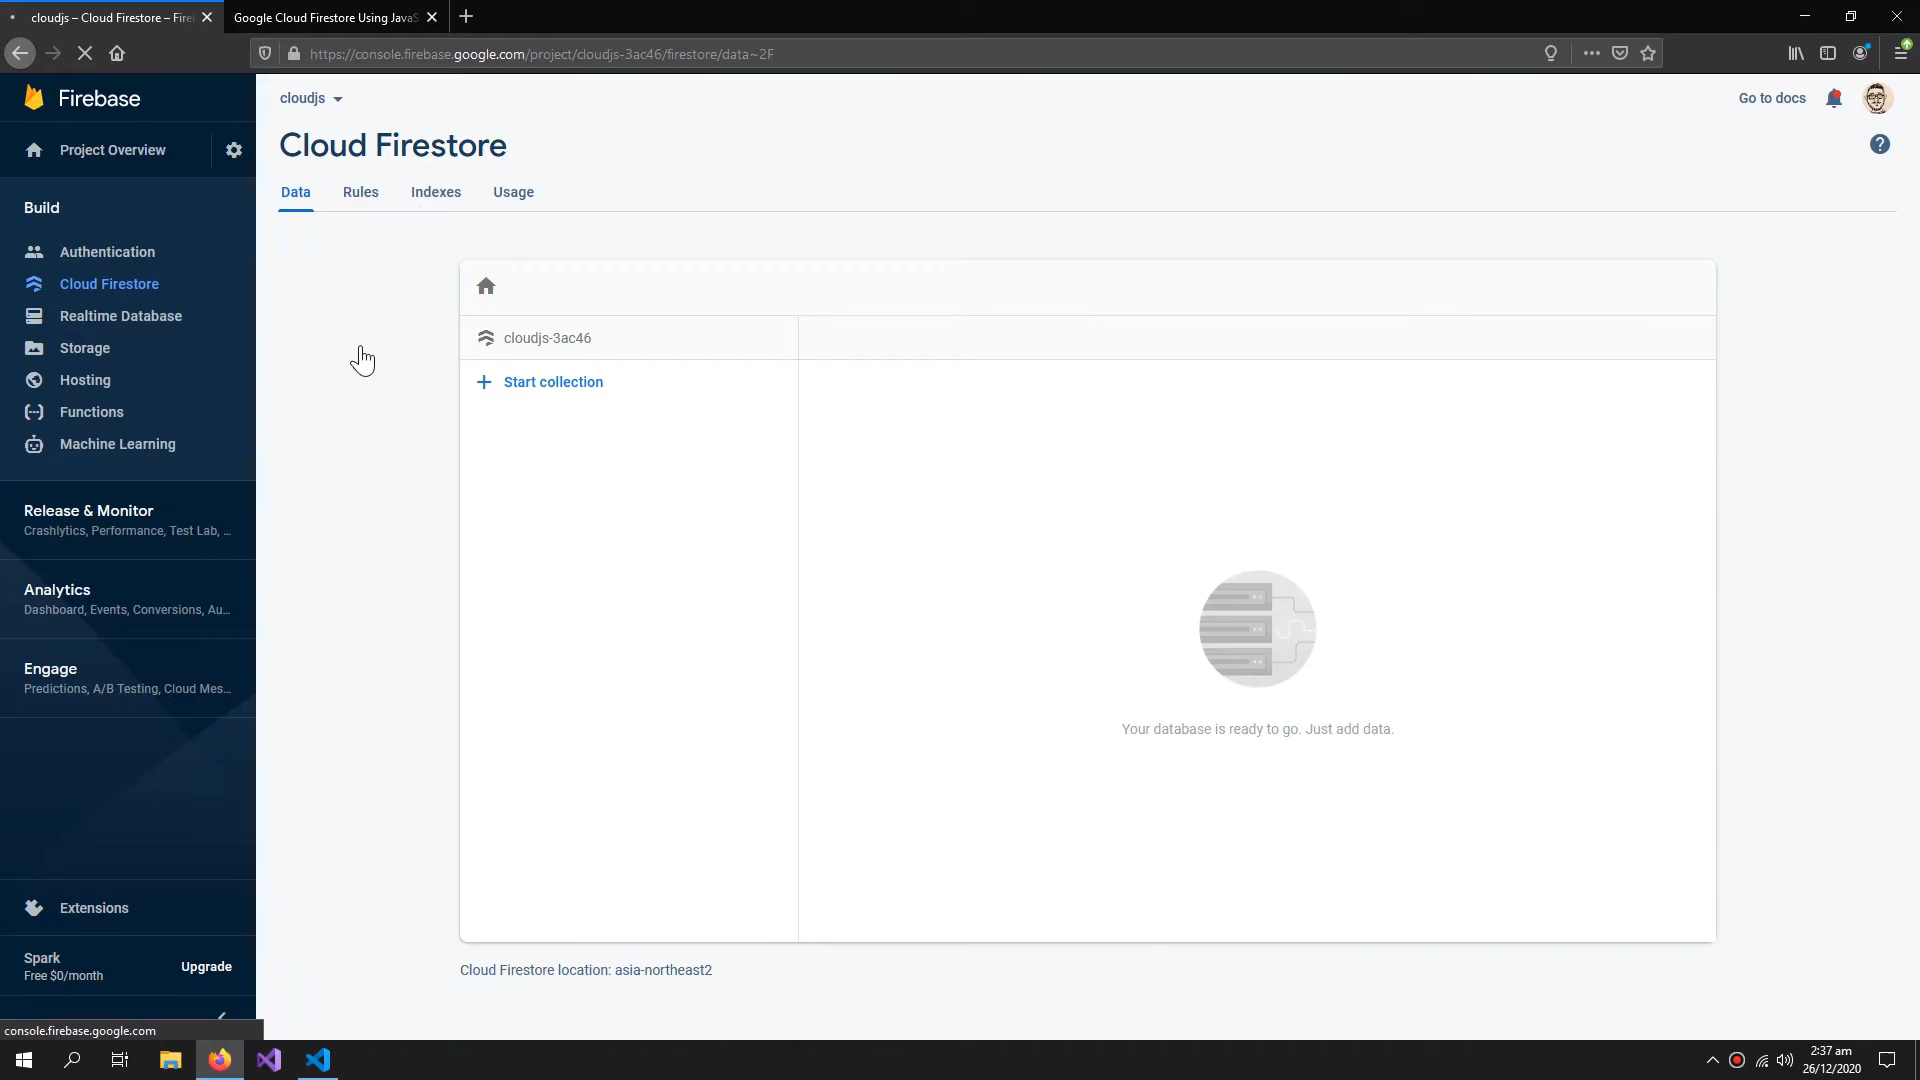 cloudjs – Cloud Firestore – Fire
Google Cloud Firestore Using JavaS
https://console.firebase.google.com/project/cloudjs-3ac46/firestore/data~2F
Firebase
cloudjs
Go to docs
Cloud Firestore
?
Project Overview
Data
Rules
Indexes
Usage
Build
Authentication
Cloud Firestore
Realtime Database
Storage
Hosting
Functions
Machine Learning
cloudjs-3ac46
Start collection
Release & Monitor
Crashlytics, Performance, Test Lab, ...
Analytics
Dashboard, Events, Conversions, Au...
Engage
Predictions, A/B Testing, Cloud Mes...
Your database is ready to go. Just add data.
Extensions
Spark
Free $0/month
Upgrade
Cloud Firestore location: asia-northeast2
console.firebase.google.com
2:37 am
26/12/2020